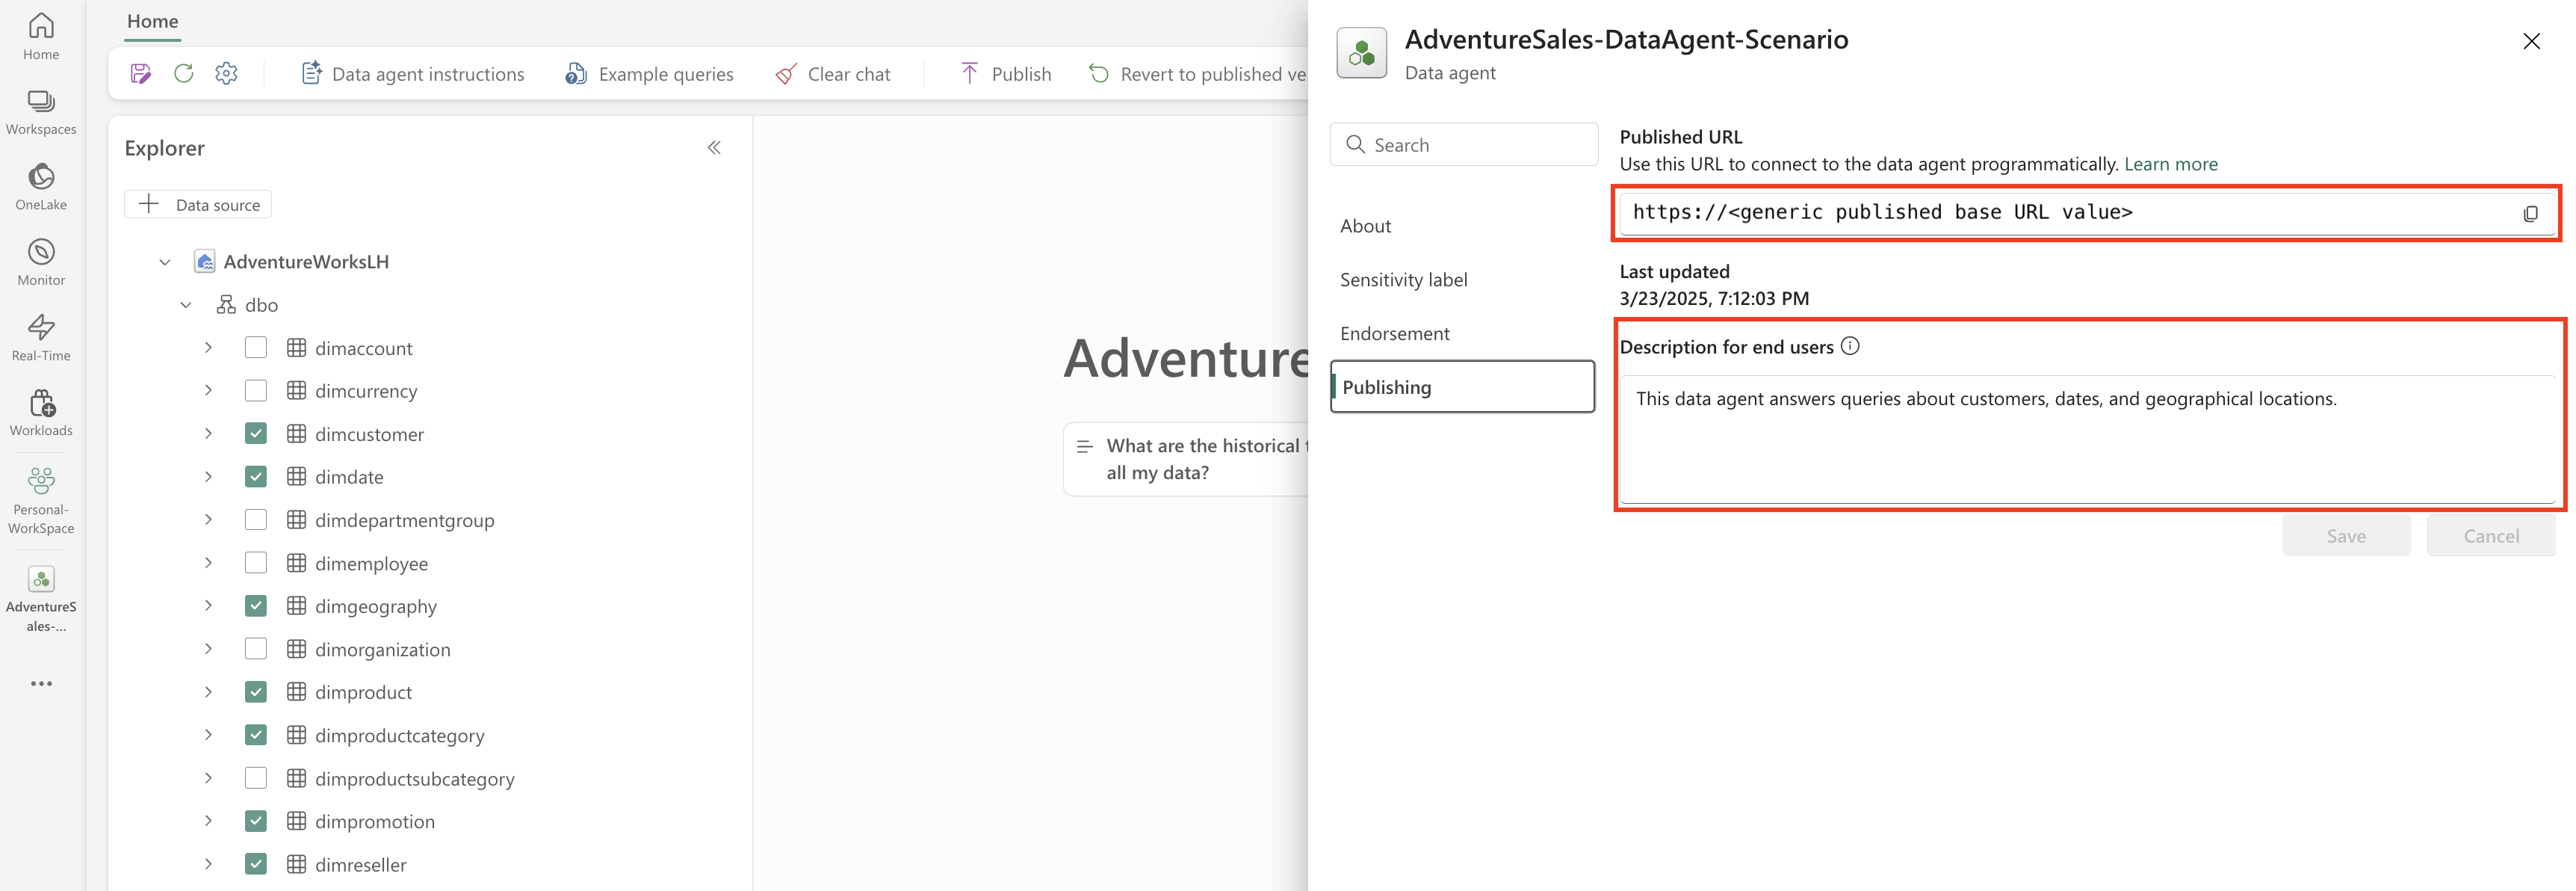 Home
Workspaces
OneLake
Monitor
Real-Time
Workloads
Personal-
WorkSpace
AdventureS
ales-...
Home
Data agent instructions
Example queries
Clear chat
Publish
Revert to published ve
Explorer
Data source
AdventureWorksLH
dbo
dimaccount
dimcurrency
dimcustomer
dimdate
dimdepartmentgroup
dimemployee
dimgeography
dimorganization
dimproduct
dimproductcategory
dimproductsubcategory
dimpromotion
dimreseller
Adventure
What are the historical t
all my data?
AdventureSales-DataAgent-Scenario
Data agent
Search
About
Sensitivity label
Endorsement
Publishing
Published URL
Use this URL to connect to the data agent programmatically. Learn more
https://<generic published base URL value>
Last updated
3/23/2025, 7:12:03 PM
Description for end users
This data agent answers queries about customers, dates, and geographical locations.
Save
Cancel